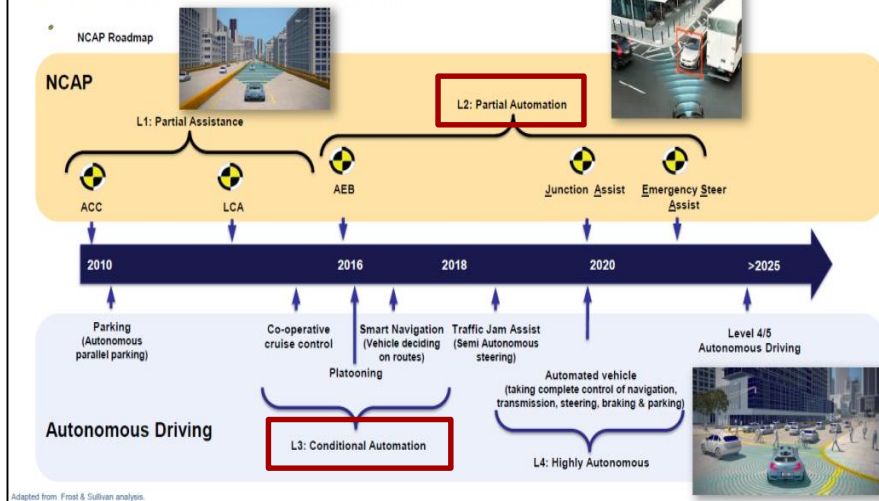 NCAP Roadmap
NCAP
L1: Partial Assistance
L2: Partial Automation
ACC
LCA
AEB
Junction Assist
Emergency Steer
Assist
2010
2016
2018
2020
>2025
Parking
(Autonomous
parallel parking)
Co-operative
cruise control
Platooning
Smart Navigation
(Vehicle deciding
on routes)
Traffic Jam Assist
(Semi Autonomous
steering)
Automated vehicle
(taking complete control of navigation,
transmission, steering, braking & parking)
Level 4/5
Autonomous Driving
Autonomous Driving
L3: Conditional Automation
L4: Highly Autonomous
Adapted from Frost & Sullivan analysis.